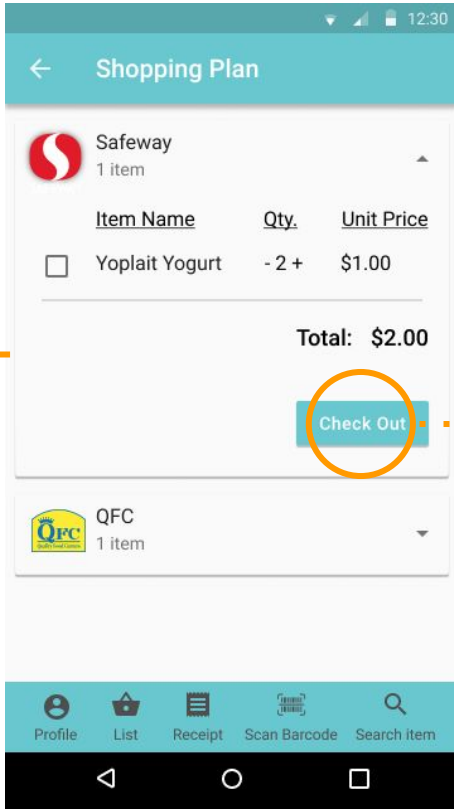 12:30
Shopping Plan
Safeway
1 item
Item Name Qty. Unit Price
Yoplait Yogurt - 2 + $1.00
Total: $2.00
Check Out
QFC
QFC
1 item
Profile List Receipt Scan Barcode Search item